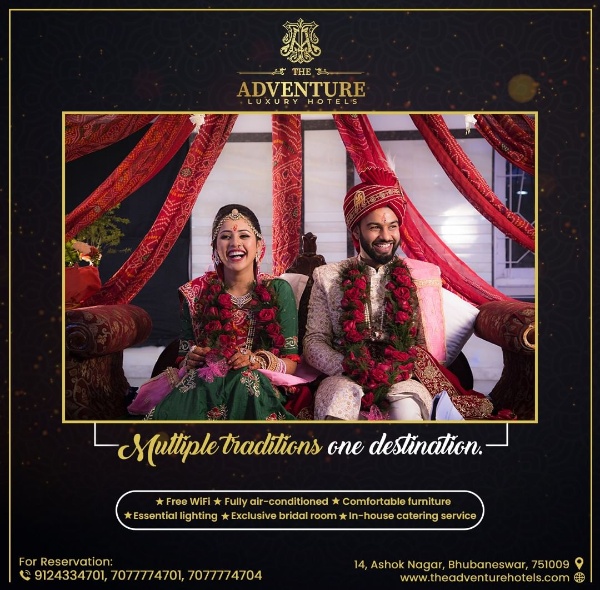 THE
ADVENTURE
LUXURY HOTELS
Multiple traditions one destination.
★ Free WiFi ★ Fully air-conditioned ★ Comfortable furniture
★ Essential lighting ★ Exclusive bridal room ★ In-house catering service
For Reservation:
9124334701, 7077774701, 7077774704
14, Ashok Nagar, Bhubaneswar, 751009
www.theadventurehotels.com